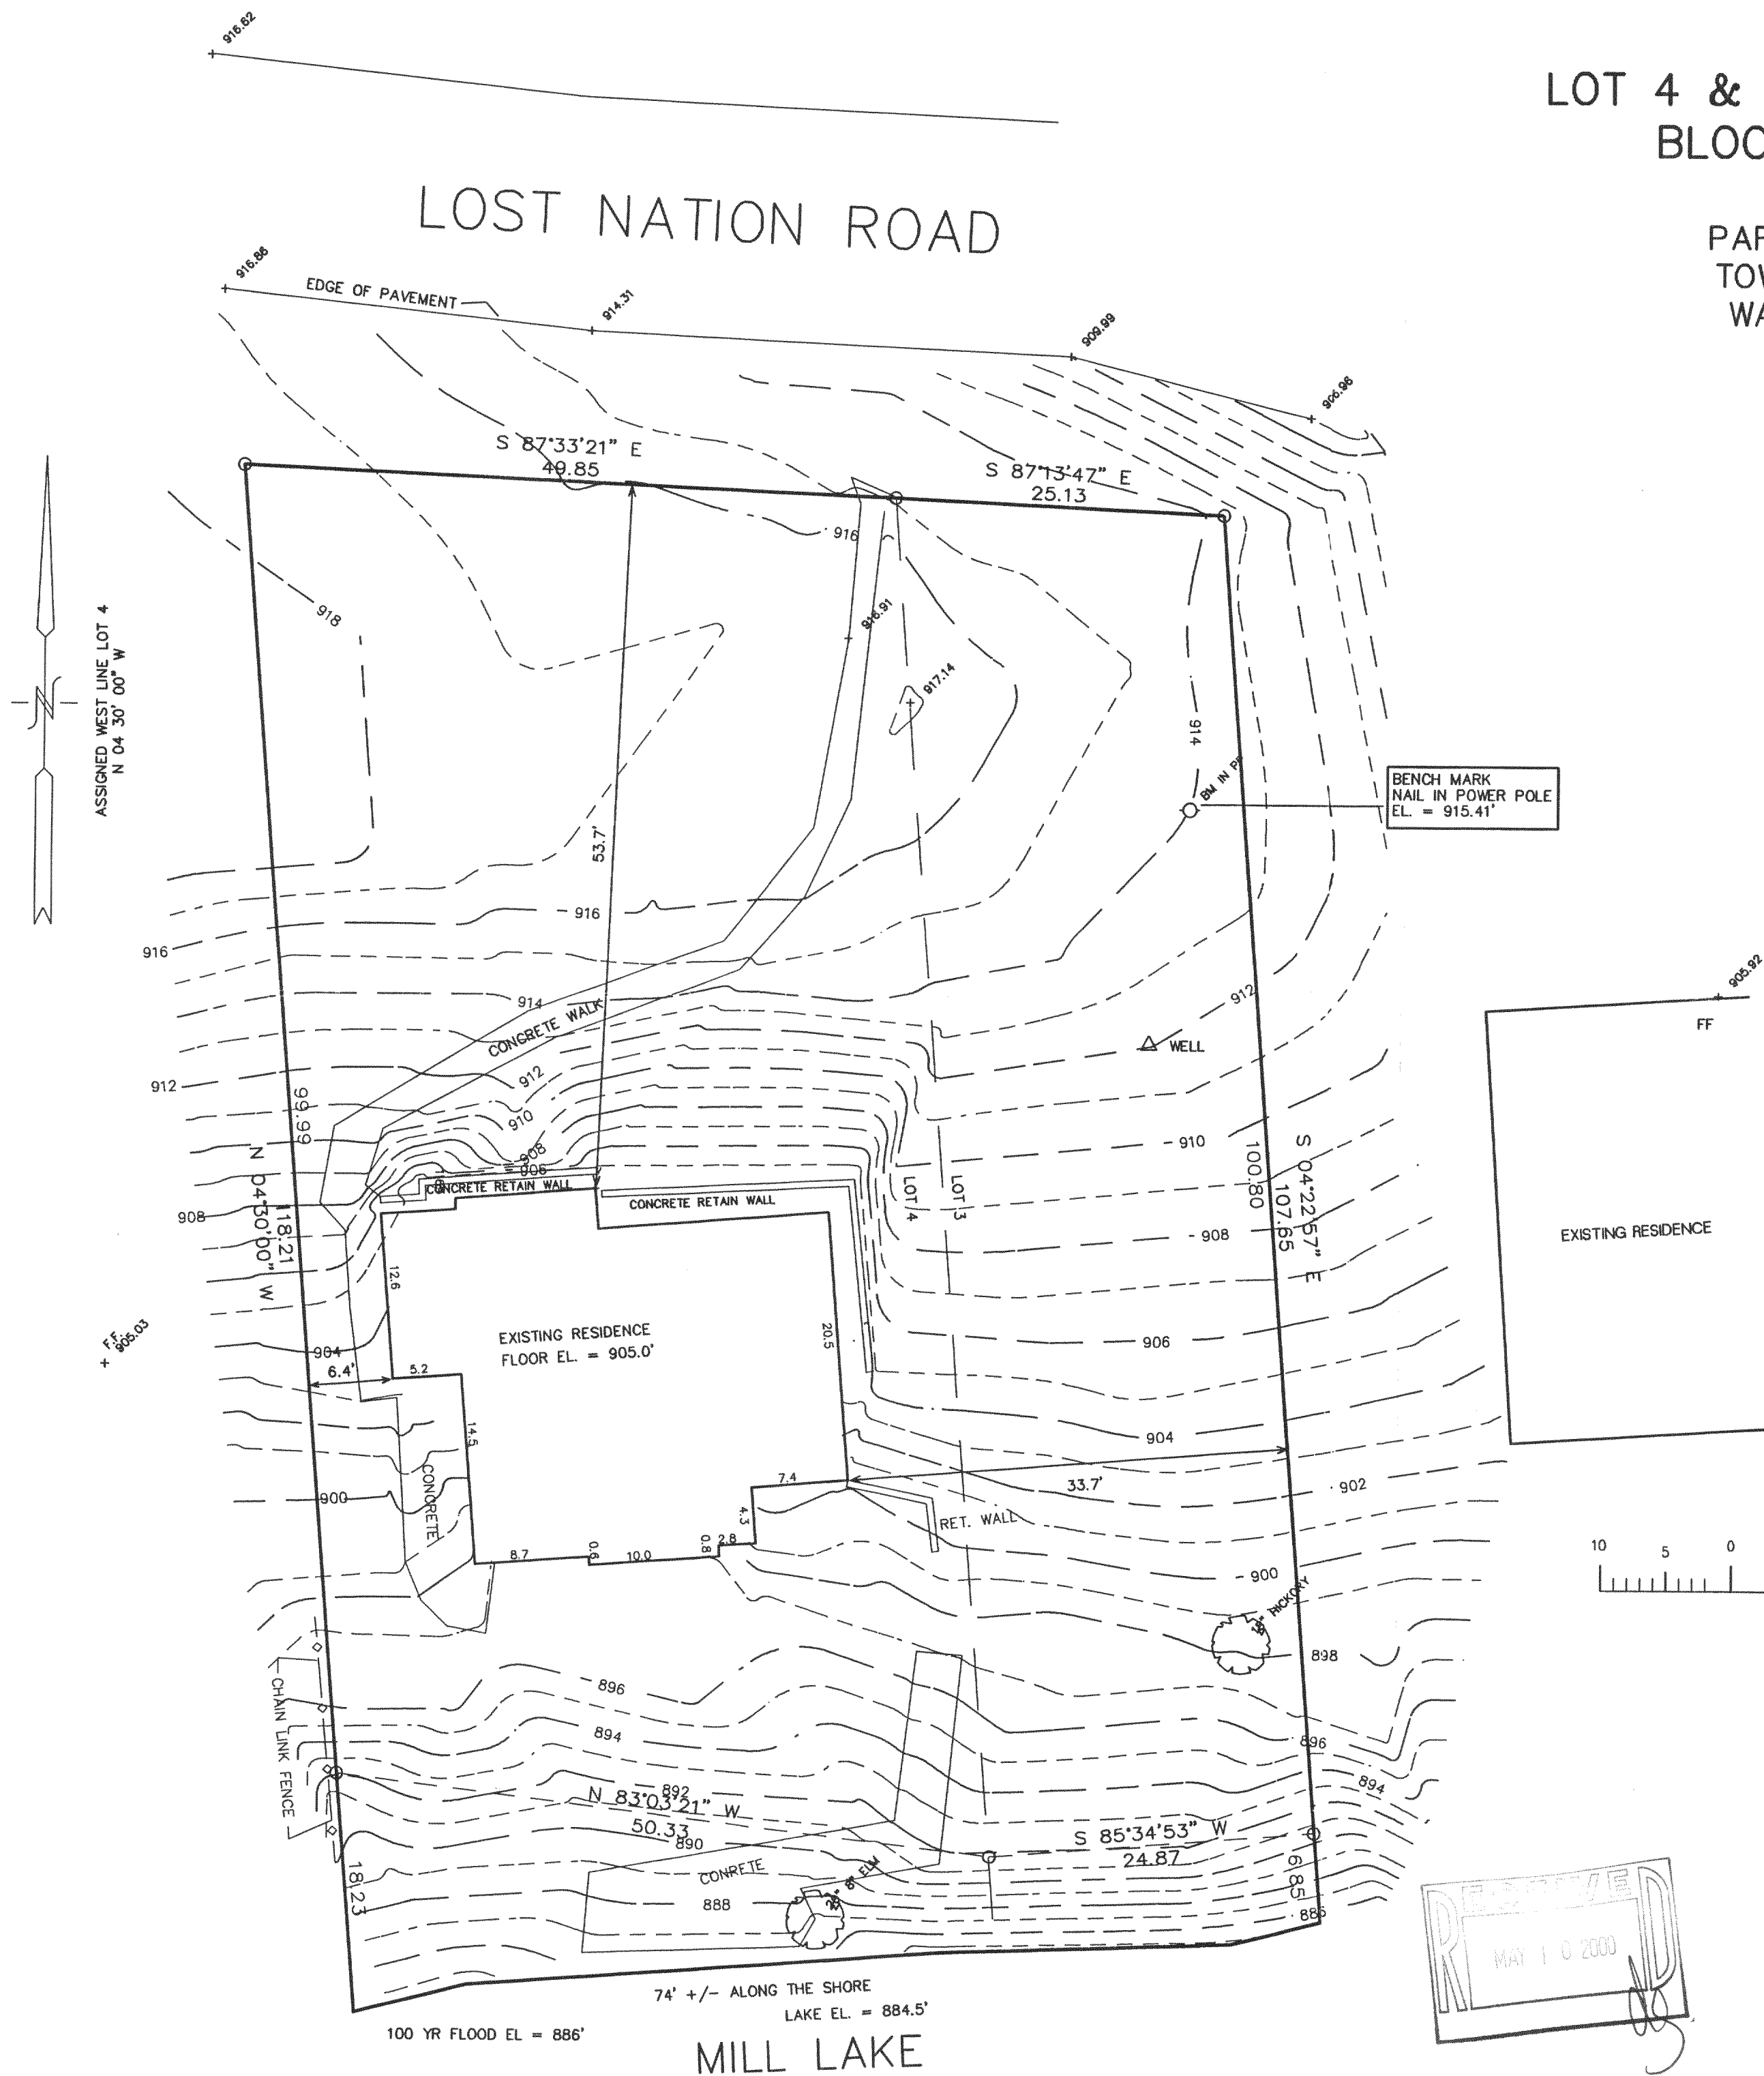 916.62
LOT 4 &
BLOC
LOST NATION ROAD
PAR
TOW
WA
916.86
EDGE OF PAVEMENT
914.31
909.99
906.96
S 87°33'21" E
49.85
S 87°13'47" E
25.13
916
918
916.91
917.14
ASSIGNED WEST LINE LOT 4
N 04 30' 00" W
N
914
BM IN PP
BENCH MARK
NAIL IN POWER POLE
EL. = 915.41'
53.7'
916
916
914
CONCRETE WALK
912
905.92
FF
WELL
912
912
910
99.99
908
906
CONCRETE RETAIN WALL
CONCRETE RETAIN WALL
910
LOT 4
LOT 3
100.80
S 04°22'57" E
107.65
908
N 04°30'00" W
118.21
908
EXISTING RESIDENCE
12.6
EXISTING RESIDENCE
FLOOR EL. = 905.0'
20.5
F.F.
905.03
904
906
6.4'
5.2
14.5
904
CONCRETE
900
7.4
33.7'
902
4.3
RET. WALL
8.7
0.6
10.0
0.8
2.8
900
10 5 0
HICKORY
898
896
CHAIN LINK FENCE
894
896
894
892
N 83°03'21" W
50.33
890
S 85°34'53" W
24.87
CONRETE
8" ELM
888
18.23
6.85
886
RECEIVED
MAY 10 2000
74' +/- ALONG THE SHORE
LAKE EL. = 884.5'
100 YR FLOOD EL = 886'
MILL LAKE